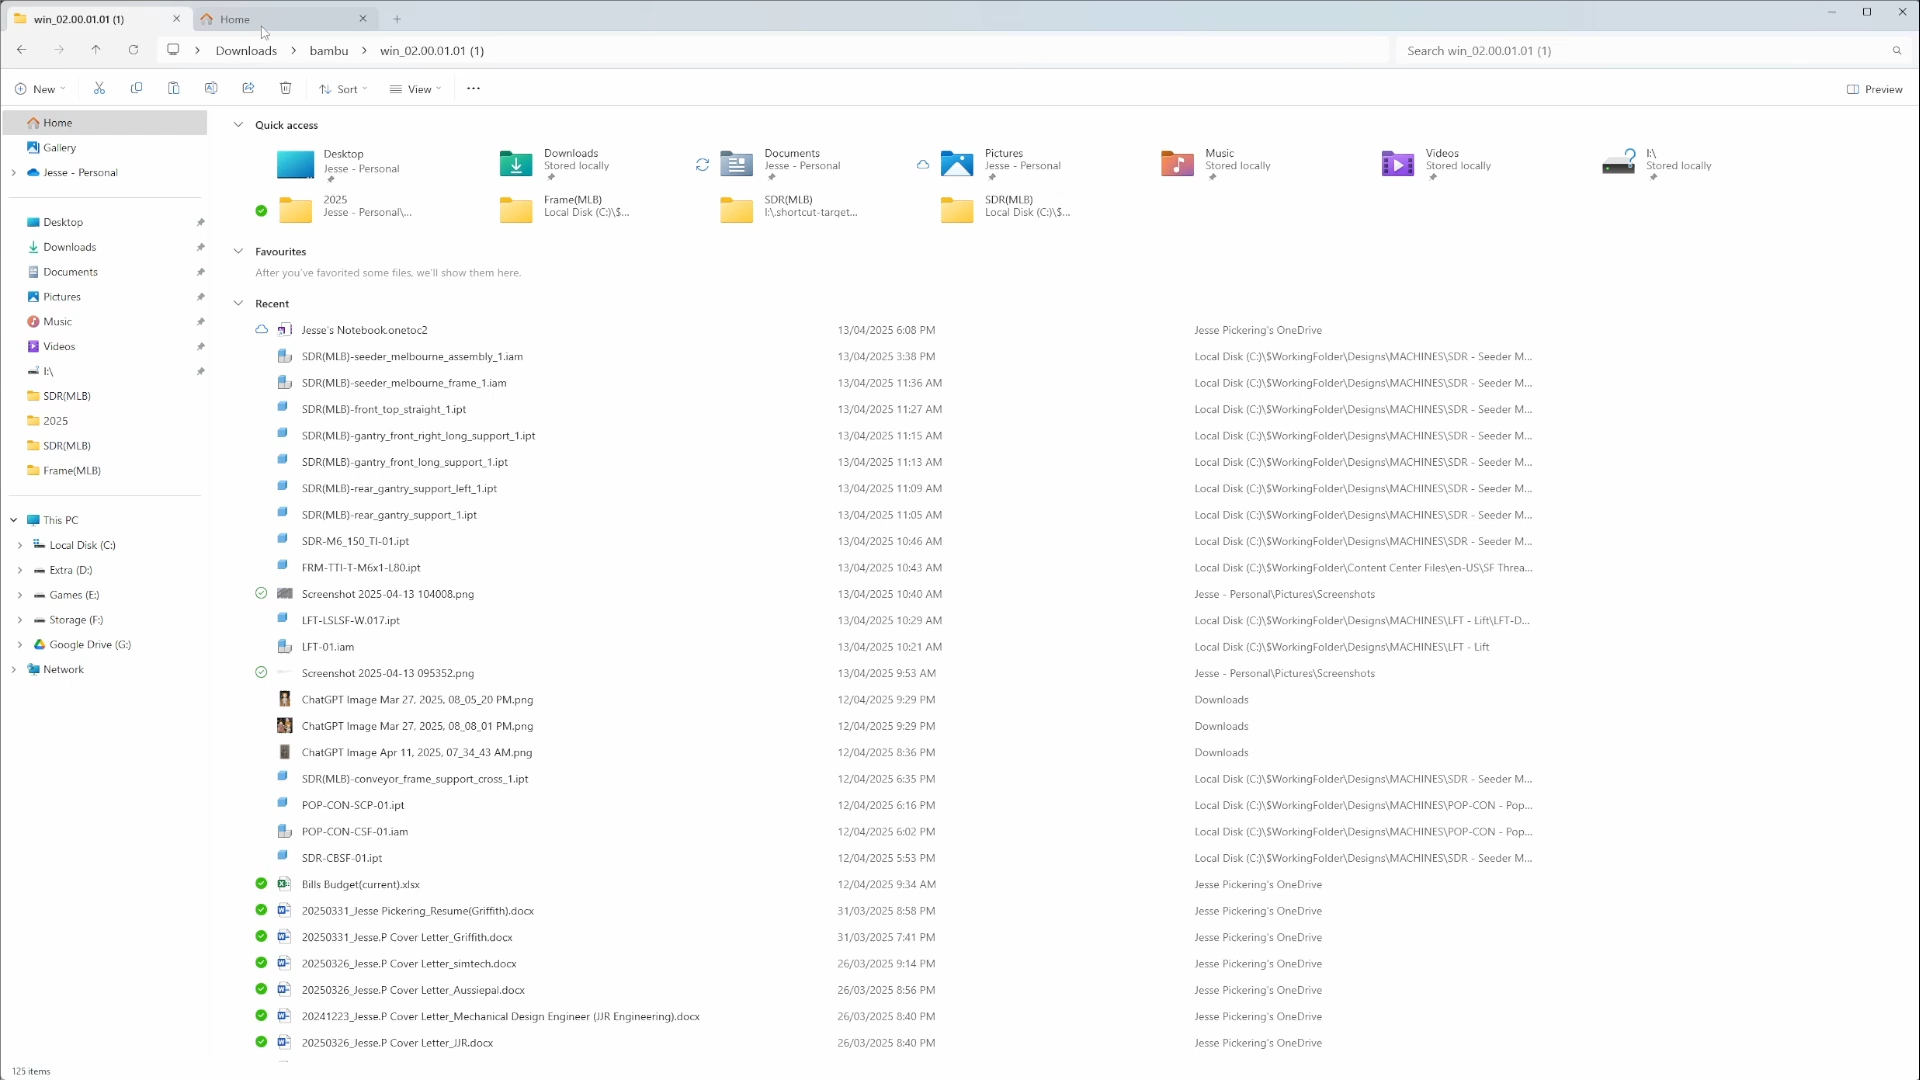 win_02.00.01.01 (1)
Home
Downloads > bambu > win_02.00.01.01 (1)
Search win_02.00.01.01 (1)
New
Sort
View
Preview
Home
Gallery
Jesse - Personal
Desktop
Downloads
Documents
Pictures
Music
Videos
I:\
SDR(MLB)
2025
SDR(MLB)
Frame(MLB)
This PC
Local Disk (C:)
Extra (D:)
Games (E:)
Storage (F:)
Google Drive (G:)
Network
Quick access
Desktop
Jesse - Personal
Downloads
Stored locally
Documents
Jesse - Personal
Pictures
Jesse - Personal
Music
Stored locally
Videos
Stored locally
I:\
Stored locally
2025
Jesse - Personal\...
Frame(MLB)
Local Disk (C:)\$...
SDR(MLB)
I:\.shortcut-target...
SDR(MLB)
Local Disk (C:)\$...
Favourites
After you've favorited some files, we'll show them here.
Recent
Jesse's Notebook.onetoc2 13/04/2025 6:08 PM Jesse Pickering's OneDrive
SDR(MLB)-seeder_melbourne_assembly_1.iam 13/04/2025 3:38 PM Local Disk (C:)\$WorkingFolder\Designs\MACHINES\SDR - Seeder M...
SDR(MLB)-seeder_melbourne_frame_1.iam 13/04/2025 11:36 AM Local Disk (C:)\$WorkingFolder\Designs\MACHINES\SDR - Seeder M...
SDR(MLB)-front_top_straight_1.ipt 13/04/2025 11:27 AM Local Disk (C:)\$WorkingFolder\Designs\MACHINES\SDR - Seeder M...
SDR(MLB)-gantry_front_right_long_support_1.ipt 13/04/2025 11:15 AM Local Disk (C:)\$WorkingFolder\Designs\MACHINES\SDR - Seeder M...
SDR(MLB)-gantry_front_long_support_1.ipt 13/04/2025 11:13 AM Local Disk (C:)\$WorkingFolder\Designs\MACHINES\SDR - Seeder M...
SDR(MLB)-rear_gantry_support_left_1.ipt 13/04/2025 11:09 AM Local Disk (C:)\$WorkingFolder\Designs\MACHINES\SDR - Seeder M...
SDR(MLB)-rear_gantry_support_1.ipt 13/04/2025 11:05 AM Local Disk (C:)\$WorkingFolder\Designs\MACHINES\SDR - Seeder M...
SDR-M6_150_TI-01.ipt 13/04/2025 10:46 AM Local Disk (C:)\$WorkingFolder\Designs\MACHINES\SDR - Seeder M...
FRM-TTI-T-M6x1-L80.ipt 13/04/2025 10:43 AM Local Disk (C:)\$WorkingFolder\Content Center Files\en-US\SF Threa...
Screenshot 2025-04-13 104008.png 13/04/2025 10:40 AM Jesse - Personal\Pictures\Screenshots
LFT-LSLSF-W.017.ipt 13/04/2025 10:29 AM Local Disk (C:)\$WorkingFolder\Designs\MACHINES\LFT - Lift\LFT-D...
LFT-01.iam 13/04/2025 10:21 AM Local Disk (C:)\$WorkingFolder\Designs\MACHINES\LFT - Lift
Screenshot 2025-04-13 095352.png 13/04/2025 9:53 AM Jesse - Personal\Pictures\Screenshots
ChatGPT Image Mar 27, 2025, 08_05_20 PM.png 12/04/2025 9:29 PM Downloads
ChatGPT Image Mar 27, 2025, 08_08_01 PM.png 12/04/2025 9:29 PM Downloads
ChatGPT Image Apr 11, 2025, 07_34_43 AM.png 12/04/2025 8:36 PM Downloads
SDR(MLB)-conveyor_frame_support_cross_1.ipt 12/04/2025 6:35 PM Local Disk (C:)\$WorkingFolder\Designs\MACHINES\SDR - Seeder M...
POP-CON-SCP-01.ipt 12/04/2025 6:16 PM Local Disk (C:)\$WorkingFolder\Designs\MACHINES\POP-CON - Pop...
POP-CON-CSF-01.iam 12/04/2025 6:02 PM Local Disk (C:)\$WorkingFolder\Designs\MACHINES\POP-CON - Pop...
SDR-CBSF-01.ipt 12/04/2025 5:53 PM Local Disk (C:)\$WorkingFolder\Designs\MACHINES\SDR - Seeder M...
Bills Budget(current).xlsx 12/04/2025 9:34 AM Jesse Pickering's OneDrive
20250331_Jesse Pickering_Resume(Griffith).docx 31/03/2025 8:58 PM Jesse Pickering's OneDrive
20250331_Jesse.P Cover Letter_Griffith.docx 31/03/2025 7:41 PM Jesse Pickering's OneDrive
20250326_Jesse.P Cover Letter_simtech.docx 26/03/2025 9:14 PM Jesse Pickering's OneDrive
20250326_Jesse.P Cover Letter_Aussiepal.docx 26/03/2025 8:56 PM Jesse Pickering's OneDrive
20241223_Jesse.P Cover Letter_Mechanical Design Engineer (JJR Engineering).docx 26/03/2025 8:40 PM Jesse Pickering's OneDrive
20250326_Jesse.P Cover Letter_JJR.docx 26/03/2025 8:40 PM Jesse Pickering's OneDrive
125 items